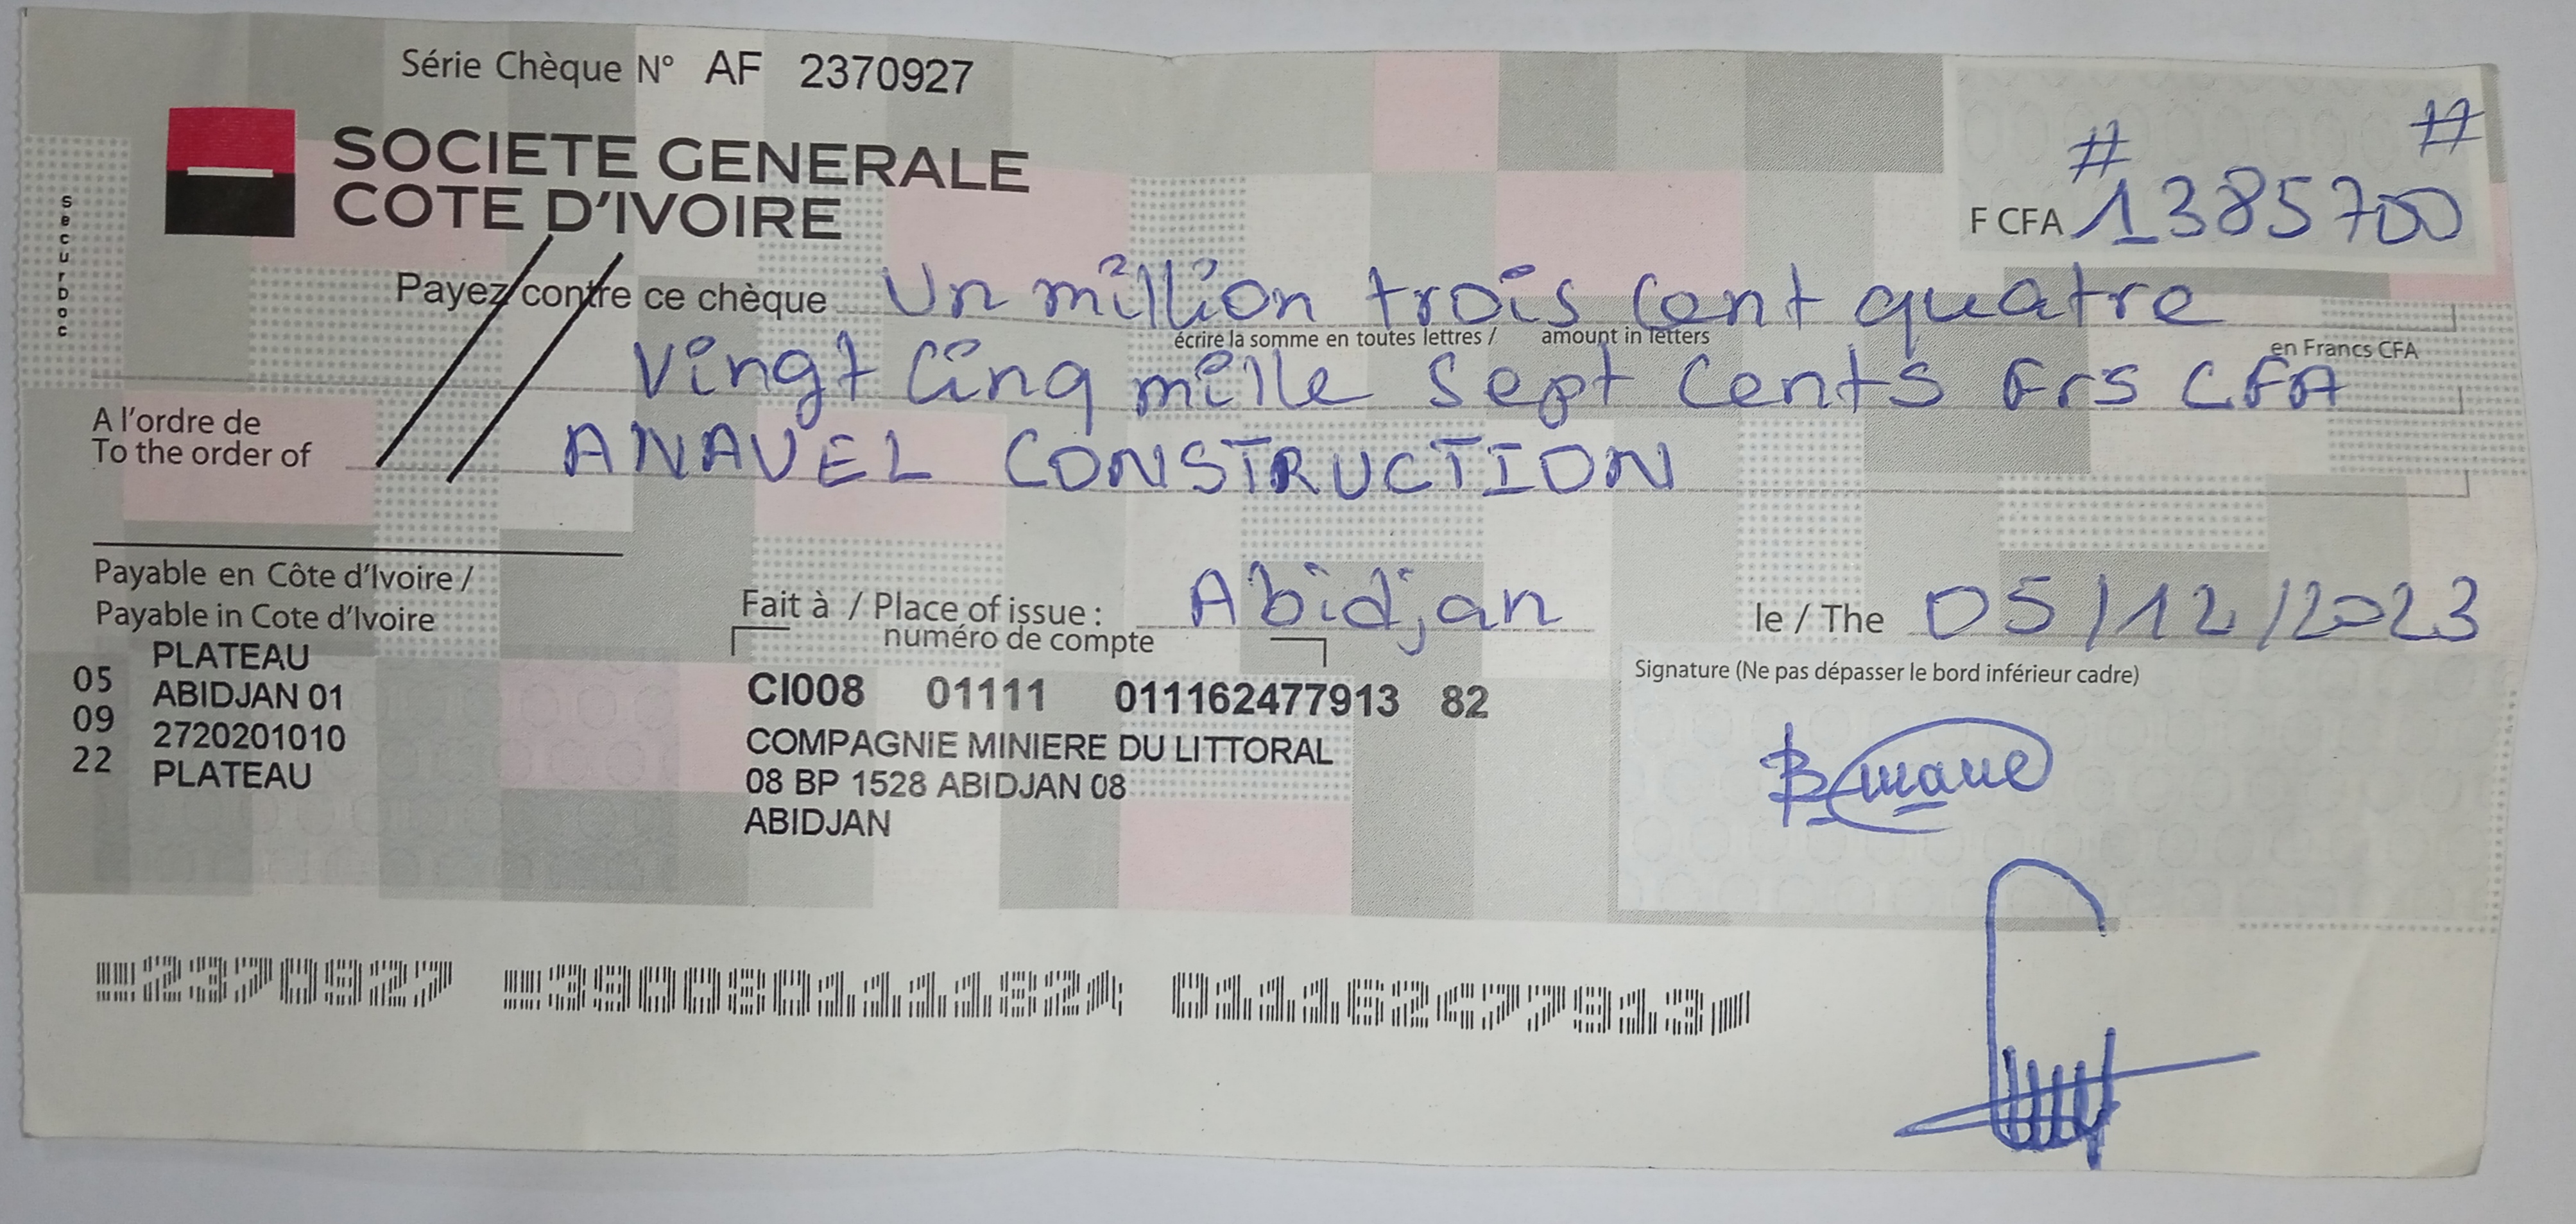 Série Chèque N° AF 2370927
SOCIETE GENERALE
COTE D'IVOIRE
securdoc
# #
F CFA 1385700
Payez contre ce chèque Un million trois Cent quatre
écrire la somme en toutes lettres / amount in letters
en Francs CFA
Vingt Cinq mille Sept Cents Frs CFA
A l'ordre de
To the order of ANAVEL CONSTRUCTION
Payable en Côte d'Ivoire /
Payable in Cote d'Ivoire
Fait à / Place of issue : Abidjan le / The 05/12/2023
numéro de compte
PLATEAU
05 ABIDJAN 01
09 2720201010
22 PLATEAU
CI008 01111 011162477913 82
COMPAGNIE MINIERE DU LITTORAL
08 BP 1528 ABIDJAN 08
ABIDJAN
Signature (Ne pas dépasser le bord inférieur cadre)
2370927 390080111182 011162477913